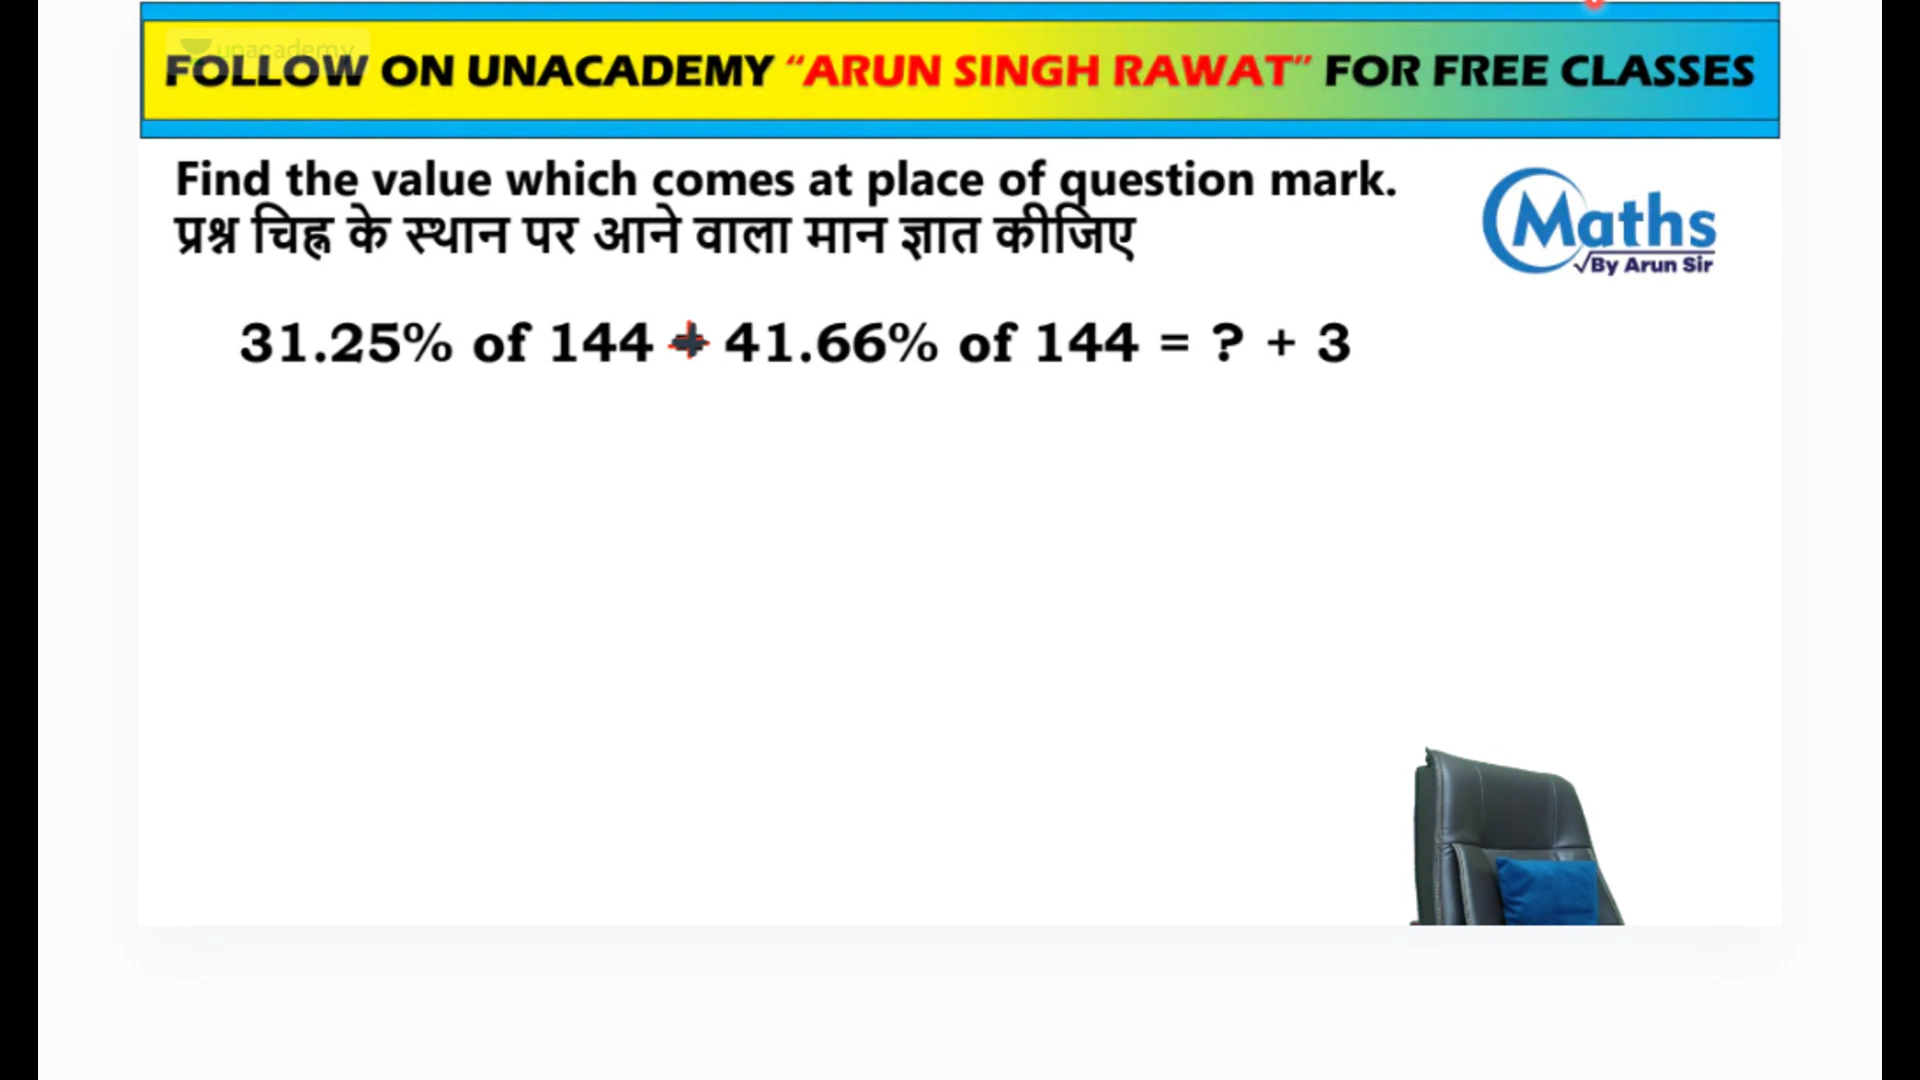 unacademy
FOLLOW ON UNACADEMY “ARUN SINGH RAWAT” FOR FREE CLASSES
Find the value which comes at place of question mark.
प्रश्न चिह्न के स्थान पर आने वाला मान ज्ञात कीजिए
Maths
√By Arun Sir
31.25% of 144 + 41.66% of 144 = ? + 3